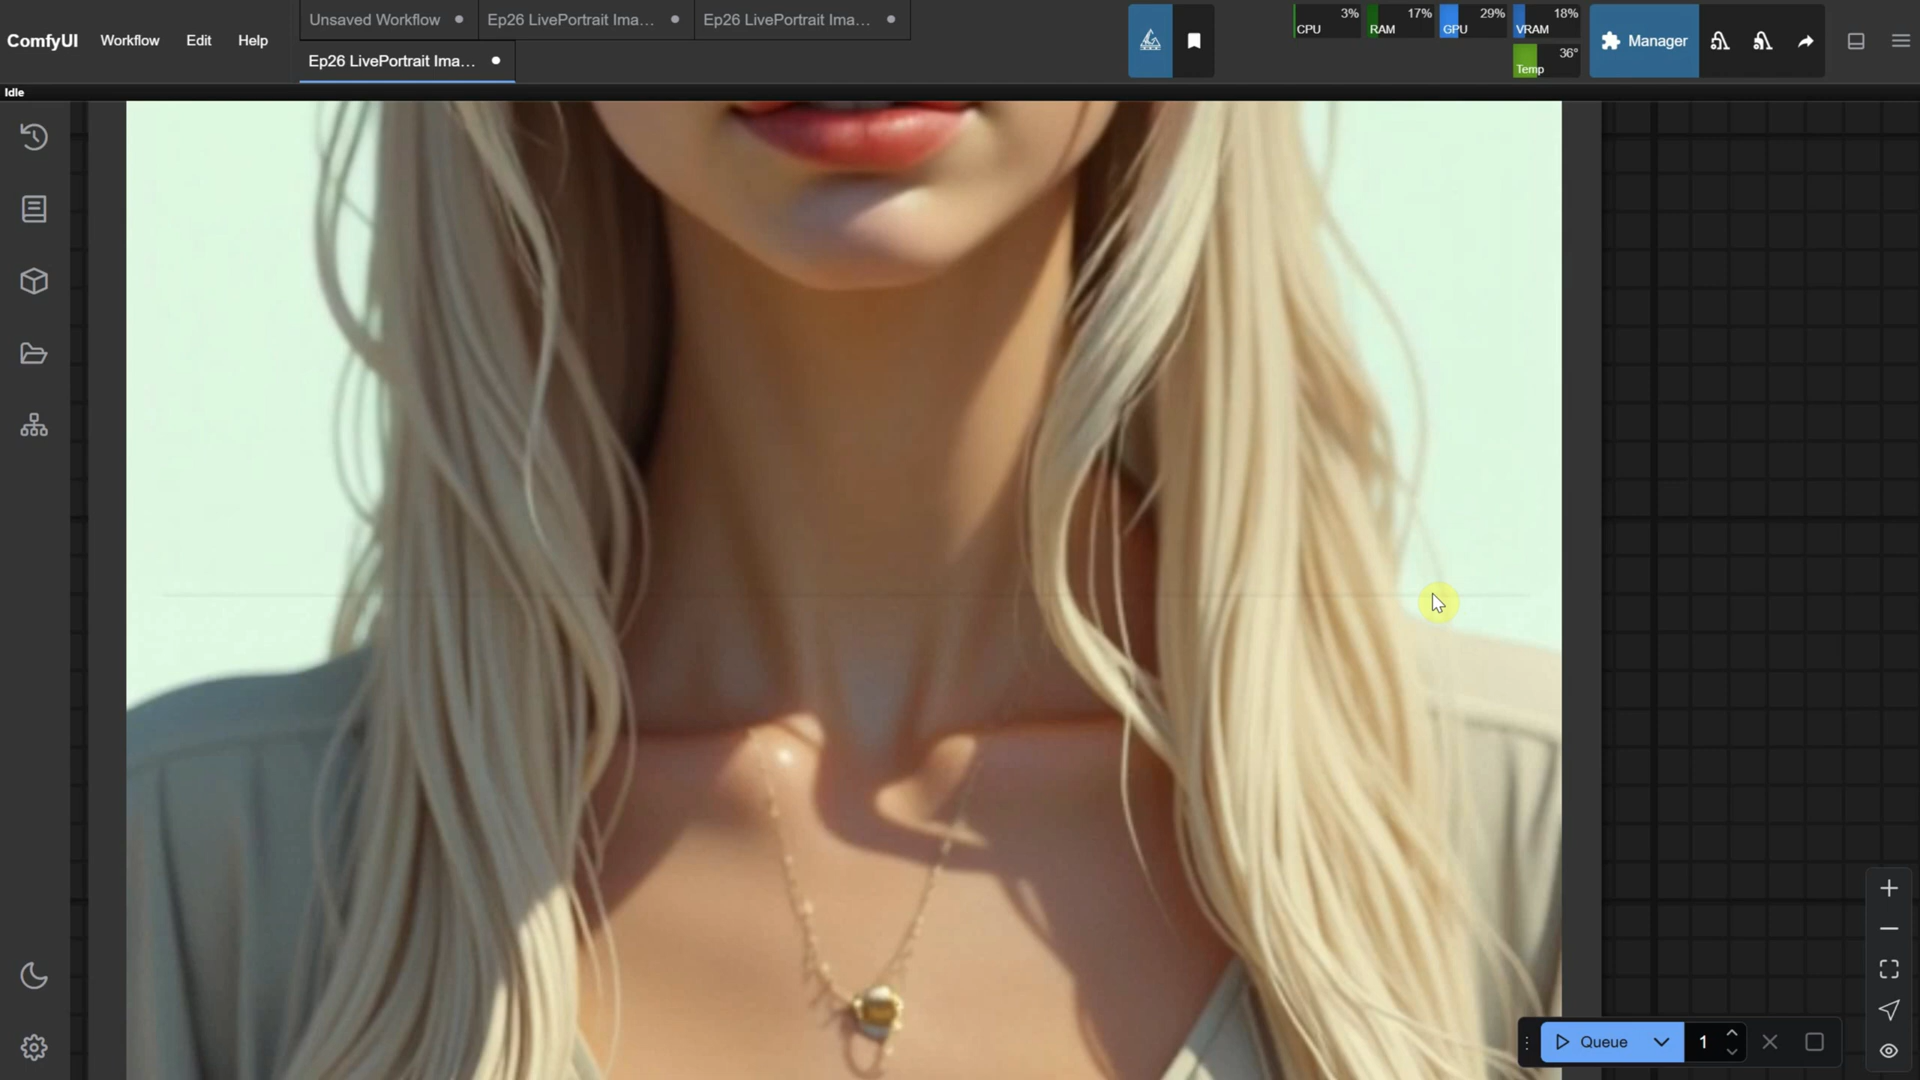 Unsaved Workflow
Ep26 LivePortrait Ima...
Ep26 LivePortrait Ima...
ComfyUI
Workflow
Edit
Help
Ep26 LivePortrait Ima...
3%
CPU
17%
RAM
29%
GPU
18%
VRAM
36°
Temp
Manager
Idle
Queue
1